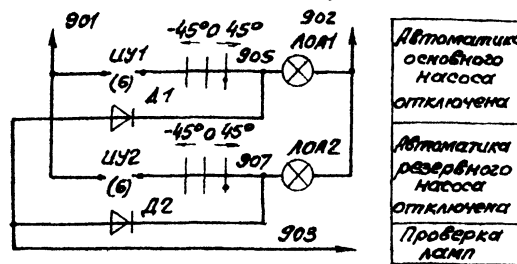 901
902
-45° 0 45°
ЦУ1
905
ЛОА1
(6)
Д1
-45° 0 45°
ЦУ2
907
ЛОА2
(6)
Д2
903
Автоматика
основного
насоса
отключена
Автоматика
резервного
насоса
отключена
Проверка
ламп